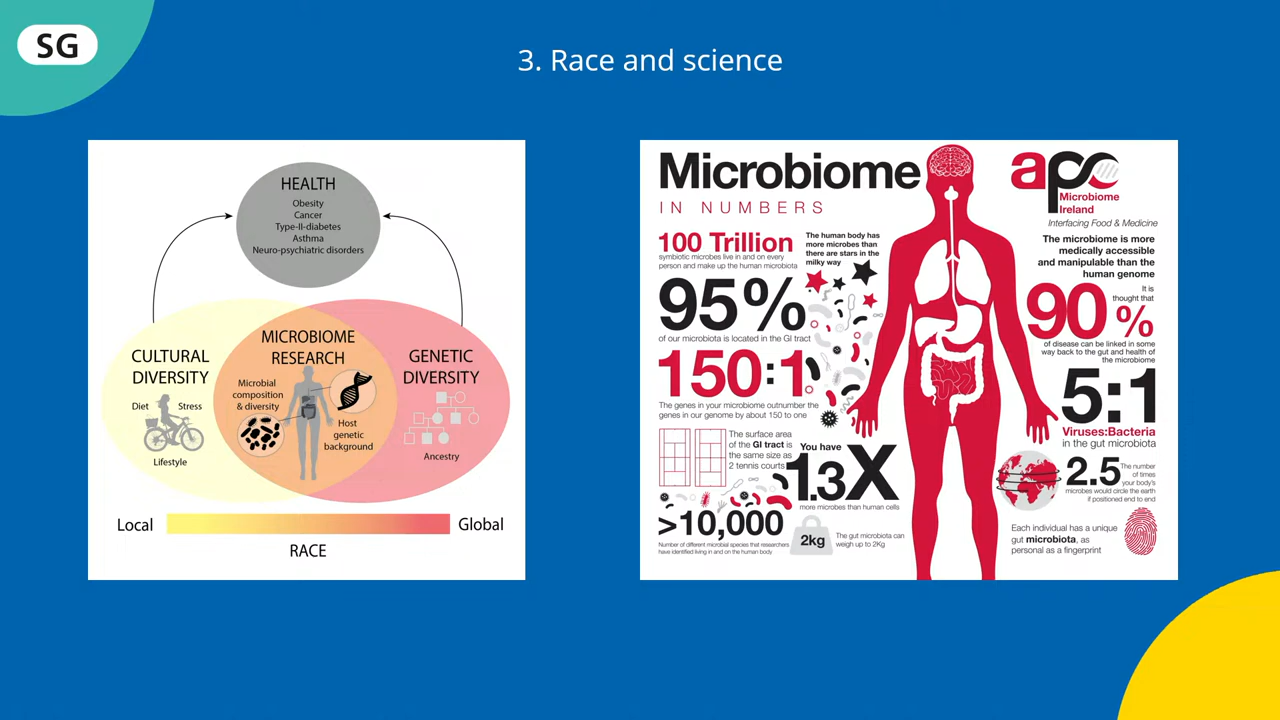 SG
3. Race and science
HEALTH
Obesity
Cancer
Type-II-diabetes
Asthma
Neuro-psychiatric disorders
CULTURAL
DIVERSITY
Diet Stress
Lifestyle
MICROBIOME
RESEARCH
Microbial
composition
& diversity
Host
genetic
background
GENETIC
DIVERSITY
Ancestry
Local
Global
RACE
Microbiome
IN NUMBERS
100 Trillion
symbiotic microbes live in and on every
person and make up the human microbiota
The human body has
more microbes than
there are stars in the
milky way
95%
of our microbiota is located in the GI tract
150:1
The genes in your microbiome outnumber the
genes in our genome by about 150 to one
The surface area
of the GI tract is
the same size as
2 tennis courts
You have
1.3X
more microbes than human cells
>10,000
Number of different microbial species that researchers
have identified living in and on the human body
2kg
The gut microbiota can
weigh up to 2Kg
apc
Microbiome
Ireland
Interfacing Food & Medicine
The microbiome is more
medically accessible
and manipulable than the
human genome
It is
thought that
90%
of disease can be linked in some
way back to the gut and health of
the microbiome
5:1
Viruses:Bacteria
in the gut microbiota
2.5
The number
of times
your body's
microbes would circle the earth
if positioned end to end
Each individual has a unique
gut microbiota, as
personal as a fingerprint